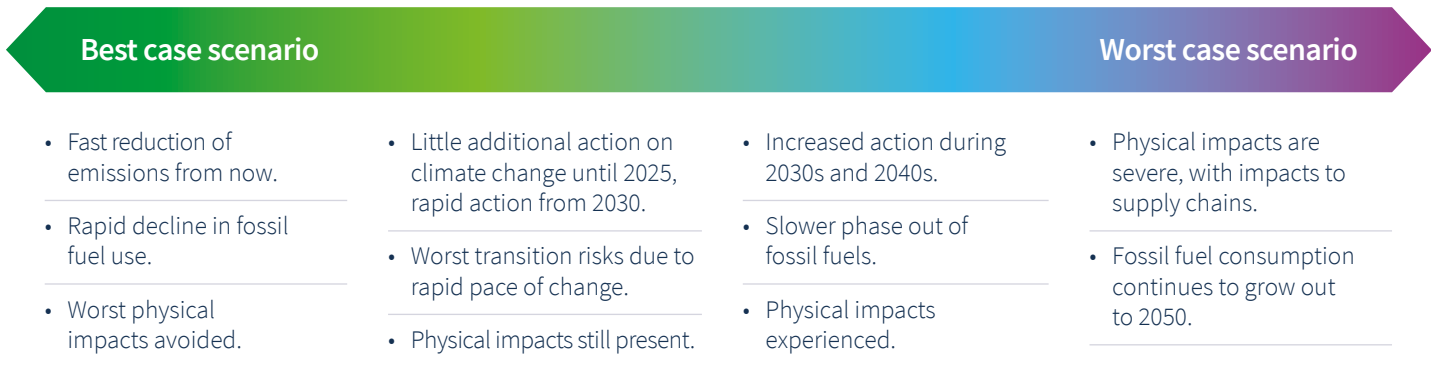 Best case scenario
Worst case scenario
• Fast reduction of
emissions from now.
• Rapid decline in fossil
fuel use.
• Worst physical
impacts avoided.
• Little additional action on
climate change until 2025,
rapid action from 2030.
• Worst transition risks due to
rapid pace of change.
• Physical impacts still present.
• Increased action during
2030s and 2040s.
• Slower phase out of
fossil fuels.
• Physical impacts
experienced.
• Physical impacts are
severe, with impacts to
supply chains.
• Fossil fuel consumption
continues to grow out
to 2050.